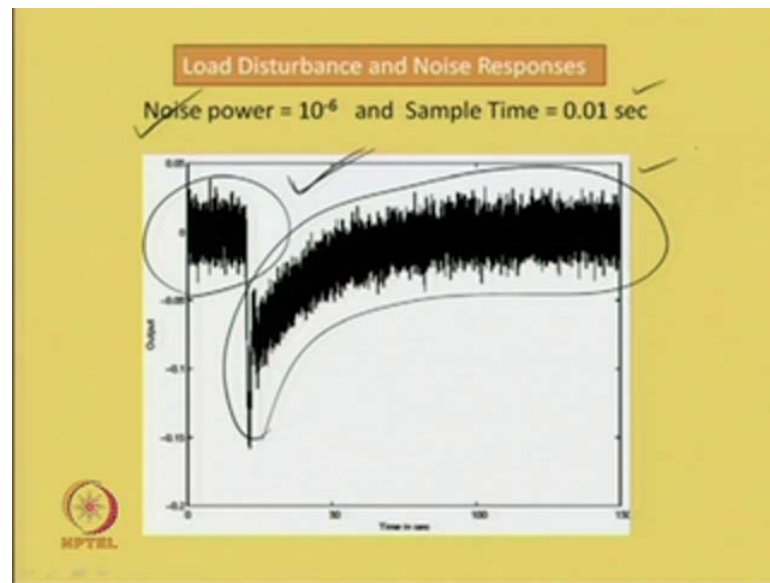 Load Disturbance and Noise Responses
Noise power = 10⁻⁶ and Sample Time = 0.01 sec
0.05
0
-0.05
-0.1
-0.15
-0.2
Output
0
50
100
150
Time in sec
NPTEL